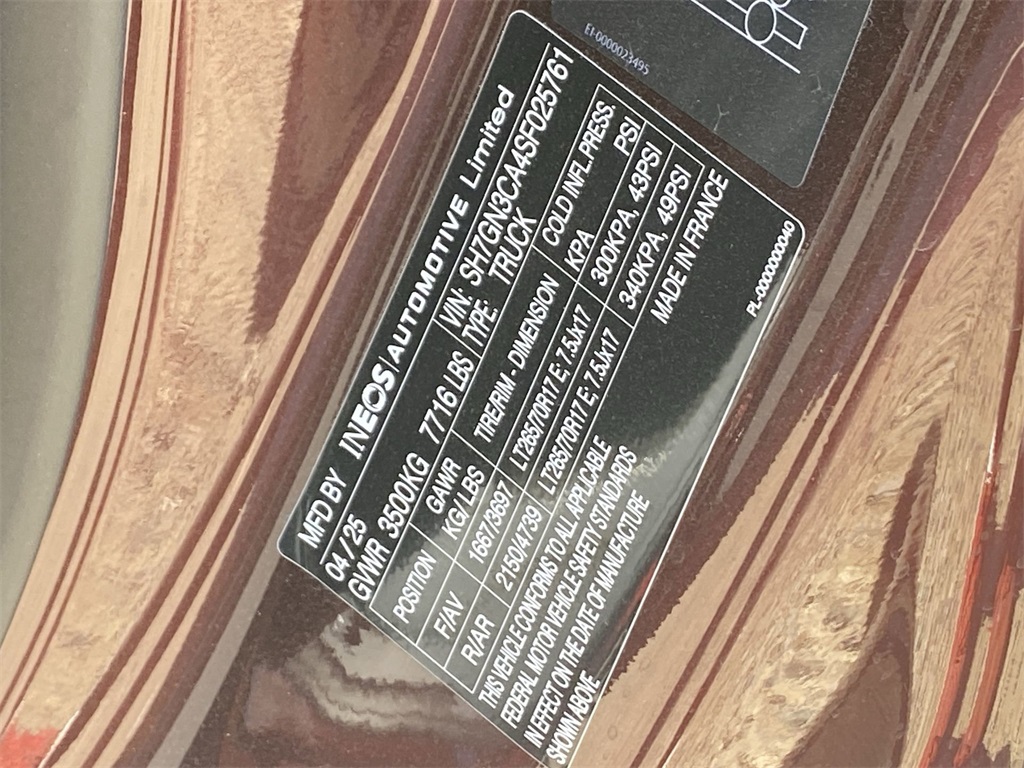 EI-0000023495
MFD BY INEOS AUTOMOTIVE Limited
04/25 VIN: SH7GN3CA4SF025761
GVWR 3500KG 7716 LBS TYPE: TRUCK
POSITION GAWR KG/LBS TIRE/RIM - DIMENSION COLD INFL.PRESS. KPA PSI
F/AV 1667/3697 LT265/70R17 E; 7.5Jx17 300KPA, 43PSI
R/AR 2150/4739 LT265/70R17 E; 7.5Jx17 340KPA, 49PSI
THIS VEHICLE CONFORMS TO ALL APPLICABLE MADE IN FRANCE
FEDERAL MOTOR VEHICLE SAFETY STANDARDS
IN EFFECT ON THE DATE OF MANUFACTURE
SHOWN ABOVE
PL-0000000040